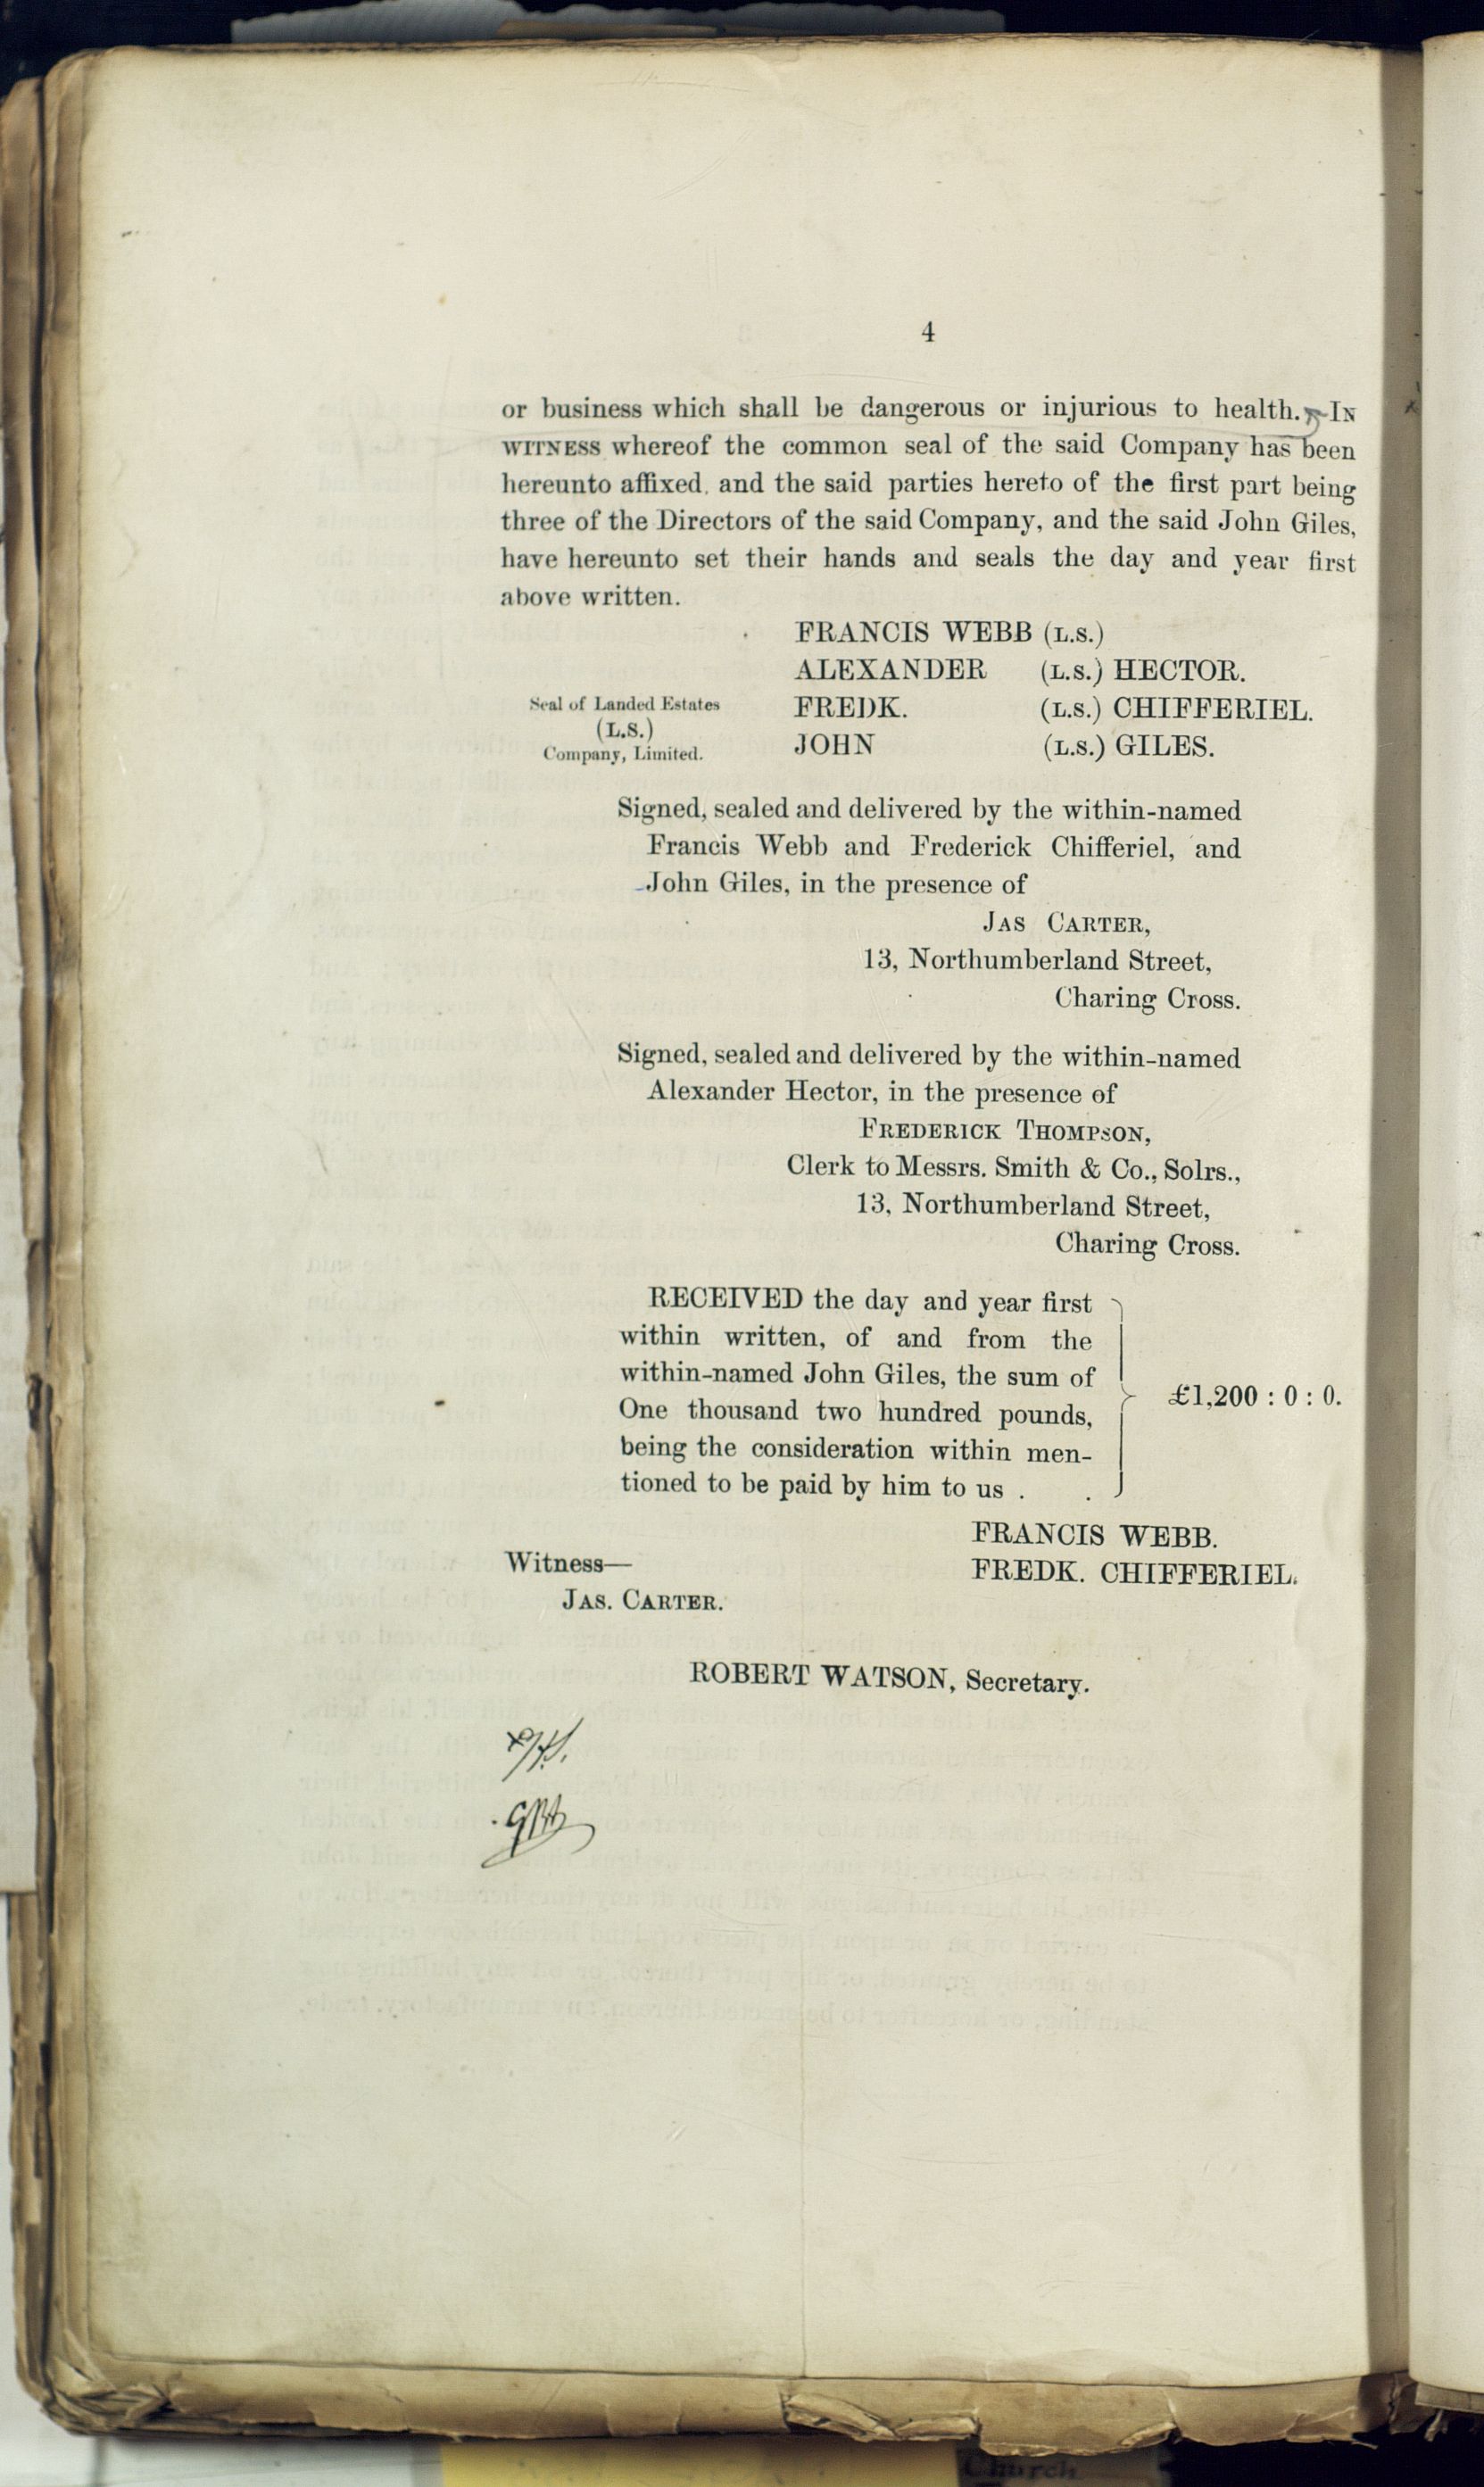 4
or business which shall be dangerous or injurious to health. IN
WITNESS whereof the common seal of the said Company has been
hereunto affixed, and the said parties hereto of the first part being
three of the Directors of the said Company, and the said John Giles,
have hereunto set their hands and seals the day and year first
above written.
FRANCIS WEBB (L.S.)
ALEXANDER (L.S.) HECTOR.
Seal of Landed Estates
(L.S.)
Company, Limited.
FREDK. (L.S.) CHIFFERIEL.
JOHN (L.S.) GILES.
Signed, sealed and delivered by the within-named
Francis Webb and Frederick Chifferiel, and
John Giles, in the presence of
JAS CARTER,
13, Northumberland Street,
Charing Cross.
Signed, sealed and delivered by the within-named
Alexander Hector, in the presence of
FREDERICK THOMPSON,
Clerk to Messrs. Smith & Co., Solrs.,
13, Northumberland Street,
Charing Cross.
RECEIVED the day and year first
within written, of and from the
within-named John Giles, the sum of
One thousand two hundred pounds,
being the consideration within men-
tioned to be paid by him to us . .
£1,200 : 0 : 0.
FRANCIS WEBB.
FREDK. CHIFFERIEL.
Witness—
JAS. CARTER.
ROBERT WATSON, Secretary.
Church